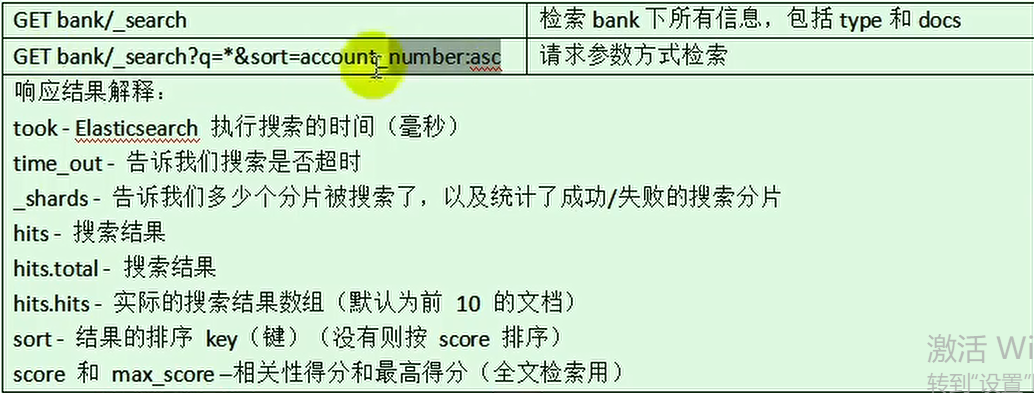 GET bank/_search 检索 bank 下所有信息，包括 type 和 docs
GET bank/_search?q=*&sort=account_number:asc 请求参数方式检索
响应结果解释：
took - Elasticsearch 执行搜索的时间（毫秒）
time_out - 告诉我们搜索是否超时
_shards - 告诉我们多少个分片被搜索了，以及统计了成功/失败的搜索分片
hits - 搜索结果
hits.total - 搜索结果
hits.hits - 实际的搜索结果数组（默认为前 10 的文档）
sort - 结果的排序 key（键）（没有则按 score 排序）
score 和 max_score –相关性得分和最高得分（全文检索用）
激活 Wi
转到"设置"